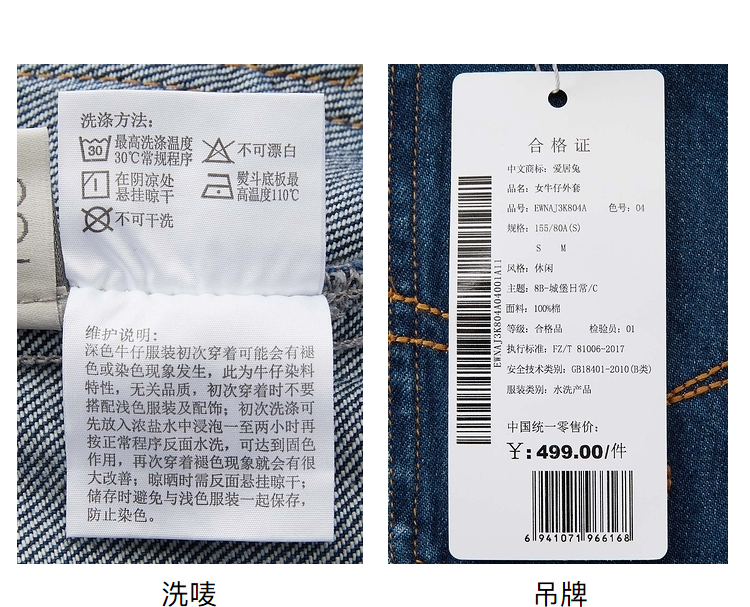 洗涤方法:
30
最高洗涤温度
30℃常规程序
不可漂白
在阴凉处
悬挂晾干
熨斗底板最
高温度110℃
不可干洗
维护说明:
深色牛仔服装初次穿着可能会有褪
色或染色现象发生，此为牛仔染料
特性，无关品质，初次穿着时不要
搭配浅色服装及配饰；初次洗涤可
先放入浓盐水中浸泡一至两小时再
按正常程序反面水洗，可达到固色
作用，再次穿着褪色现象就会有很
大改善；晾晒时需反面悬挂晾干；
储存时避免与浅色服装一起保存，
防止染色。
洗唛
合格证
中文商标: 爱居兔
品名: 女牛仔外套
品号: EWNAJ3K804A 色号: 04
规格: 155/80A(S)
S M
风格: 休闲
主题: 8B-城堡日常/C
面料: 100%棉
等级: 合格品 检验员: 01
执行标准: FZ/T 81006-2017
安全技术类别: GB18401-2010(B类)
服装类别: 水洗产品
EWNAJ3K804A04001A11
中国统一零售价:
¥:499.00/件
6 941071 966168
吊牌